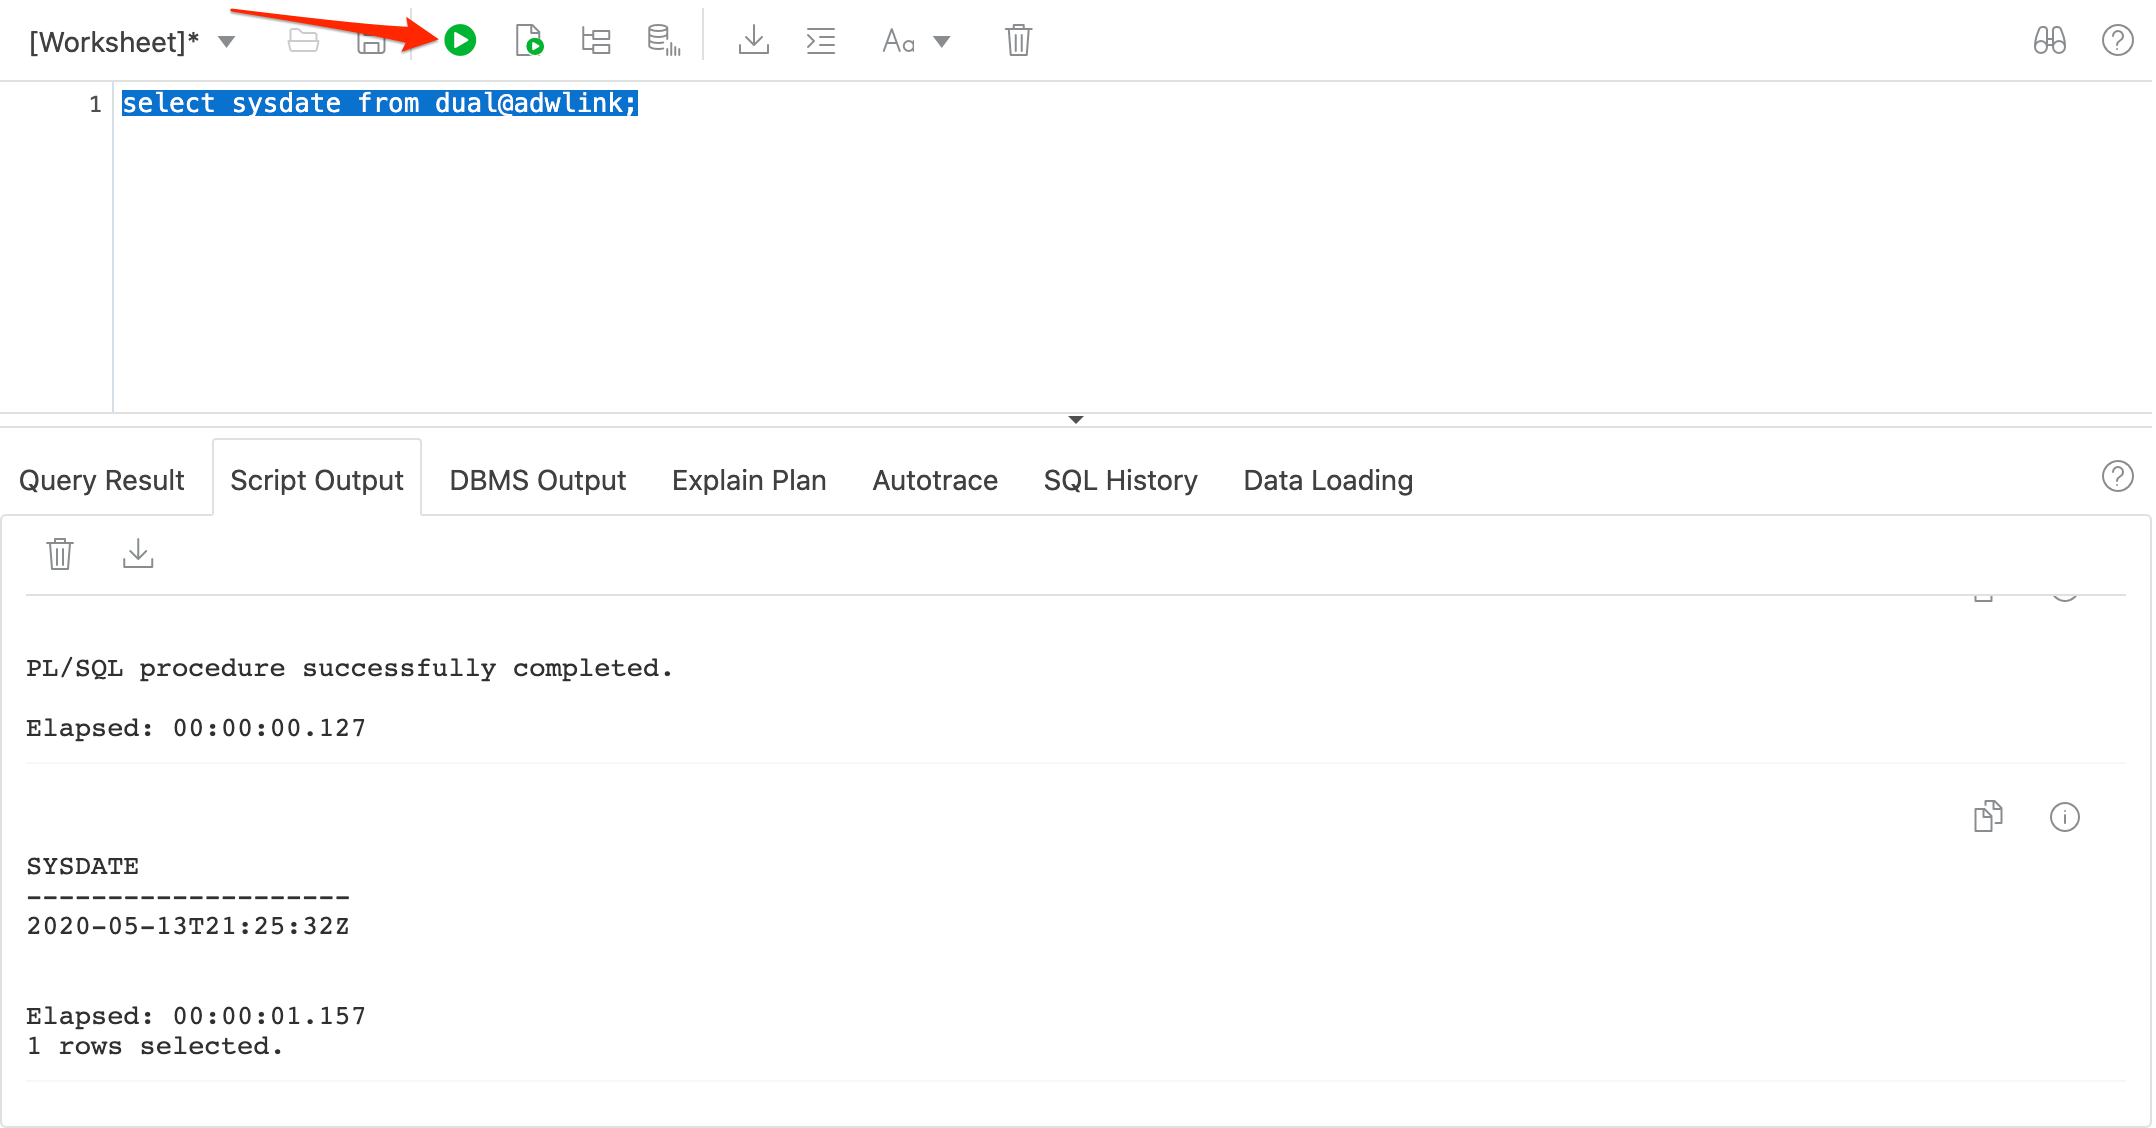 [Worksheet]*
Aa
?
1 select sysdate from dual@adwlink;
Query Result Script Output DBMS Output Explain Plan Autotrace SQL History Data Loading ?
PL/SQL procedure successfully completed.
Elapsed: 00:00:00.127
SYSDATE
--------------------
2020-05-13T21:25:32Z
Elapsed: 00:00:01.157
1 rows selected.